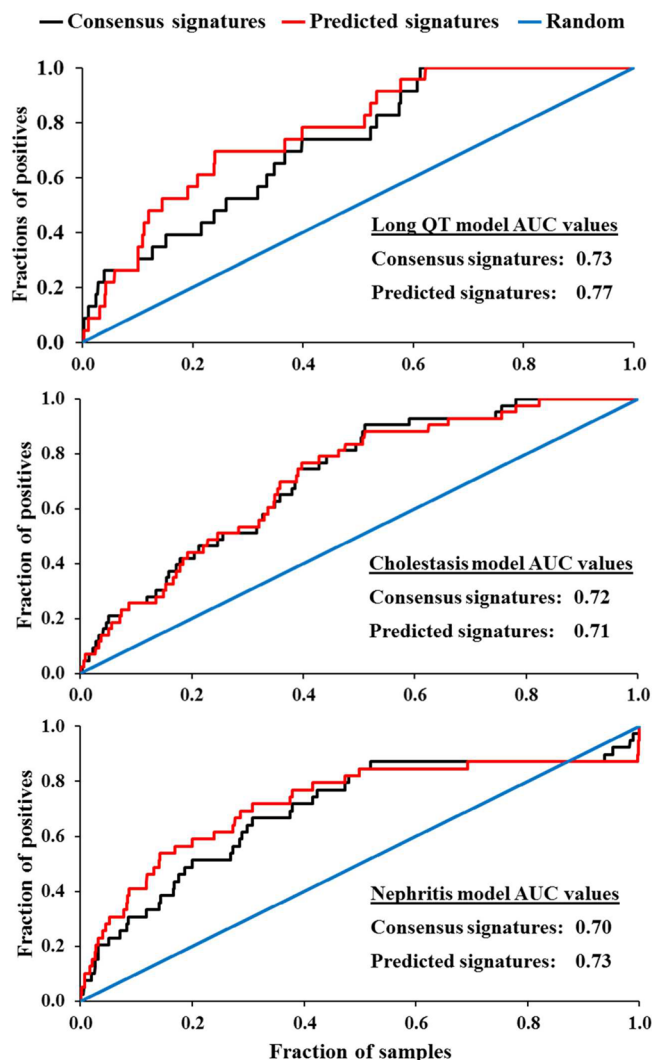 Consensus signatures Predicted signatures Random
1.0
0.8
0.6
0.4
0.2
0.0
Fractions of positives
Long QT model AUC values
Consensus signatures: 0.73
Predicted signatures: 0.77
0.0 0.2 0.4 0.6 0.8 1.0
1.0
0.8
0.6
0.4
0.2
0.0
Fraction of positives
Cholestasis model AUC values
Consensus signatures: 0.72
Predicted signatures: 0.71
0.0 0.2 0.4 0.6 0.8 1.0
1.0
0.8
0.6
0.4
0.2
0.0
Fraction of positives
Nephritis model AUC values
Consensus signatures: 0.70
Predicted signatures: 0.73
0.0 0.2 0.4 0.6 0.8 1.0
Fraction of samples